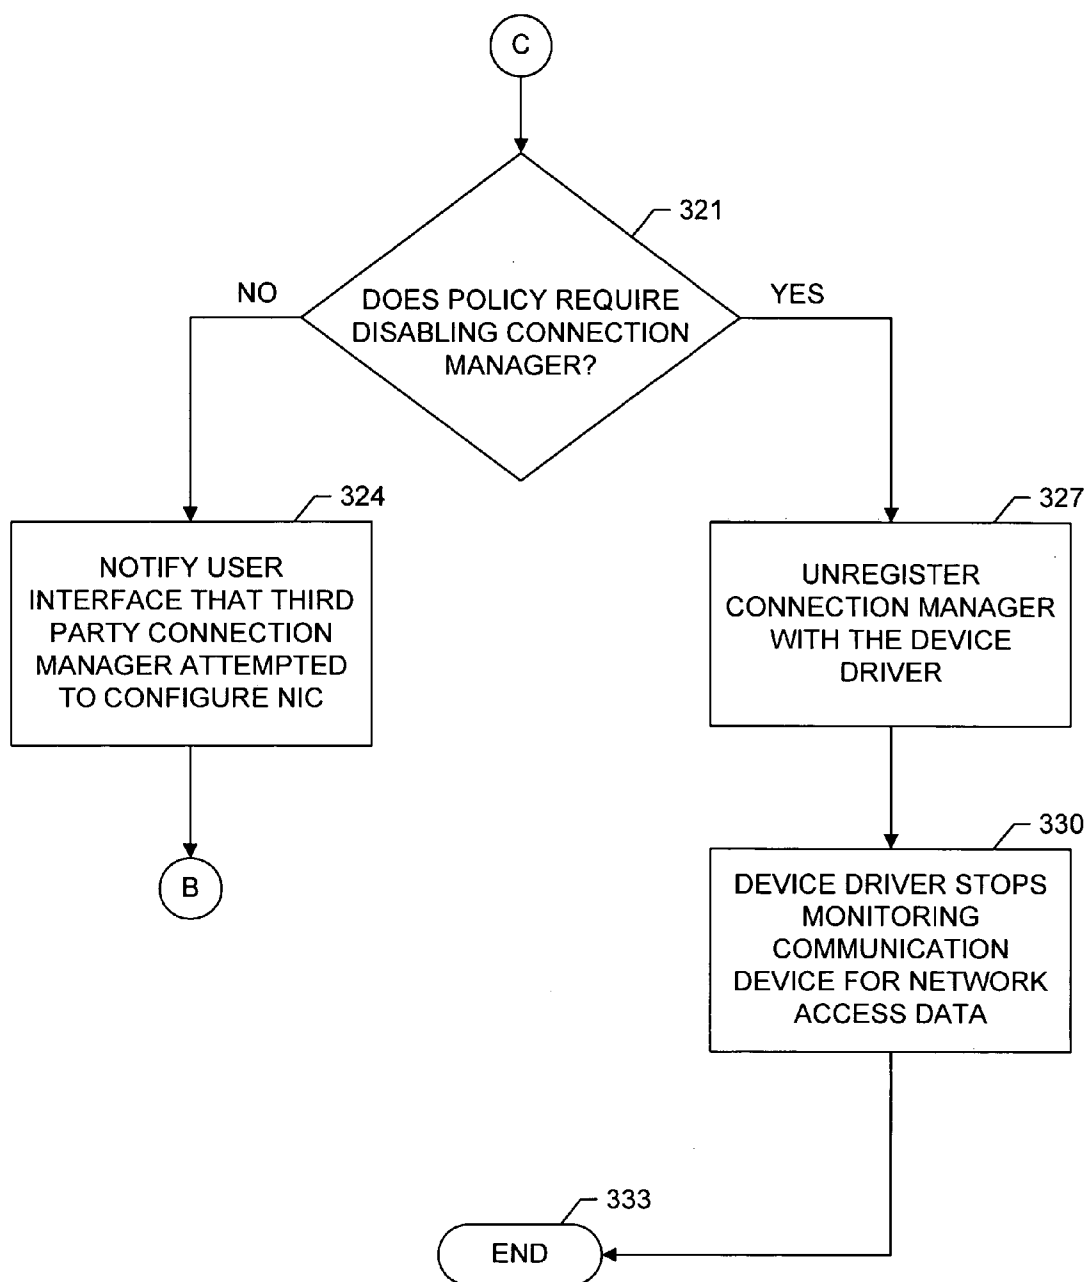 C
321
NO
YES
DOES POLICY REQUIRE
DISABLING CONNECTION
MANAGER?
324
327
NOTIFY USER
INTERFACE THAT THIRD
PARTY CONNECTION
MANAGER ATTEMPTED
TO CONFIGURE NIC
UNREGISTER
CONNECTION MANAGER
WITH THE DEVICE
DRIVER
330
B
DEVICE DRIVER STOPS
MONITORING
COMMUNICATION
DEVICE FOR NETWORK
ACCESS DATA
333
END